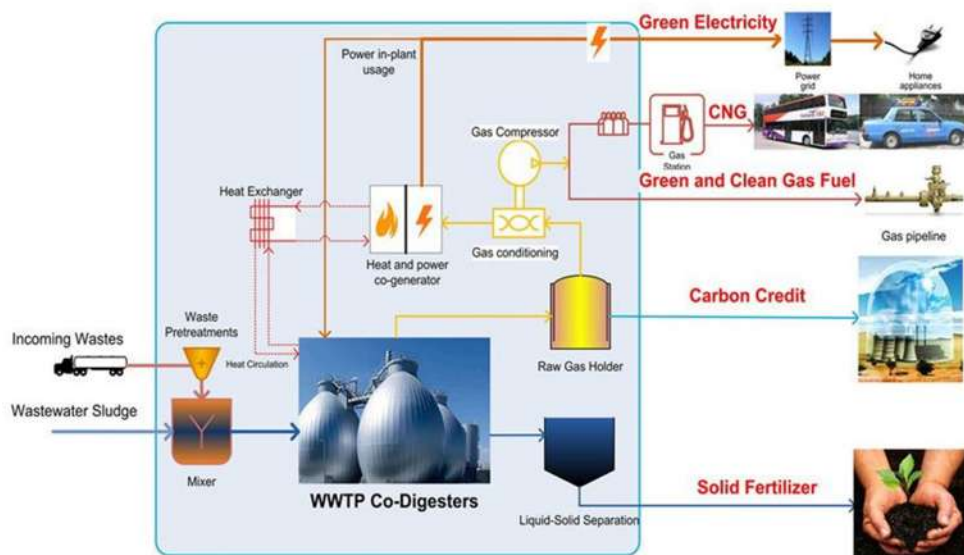 Green Electricity
Power in-plant
usage
Power
grid
Home
appliances
Gas Compressor
CNG
Gas
Station
Heat Exchanger
Green and Clean Gas Fuel
Gas pipeline
Heat and power
co-generator
Gas conditioning
Carbon Credit
Waste
Pretreatments
Incoming Wastes
Heat Circulation
Raw Gas Holder
Wastewater Sludge
Mixer
WWTP Co-Digesters
Liquid-Solid Separation
Solid Fertilizer